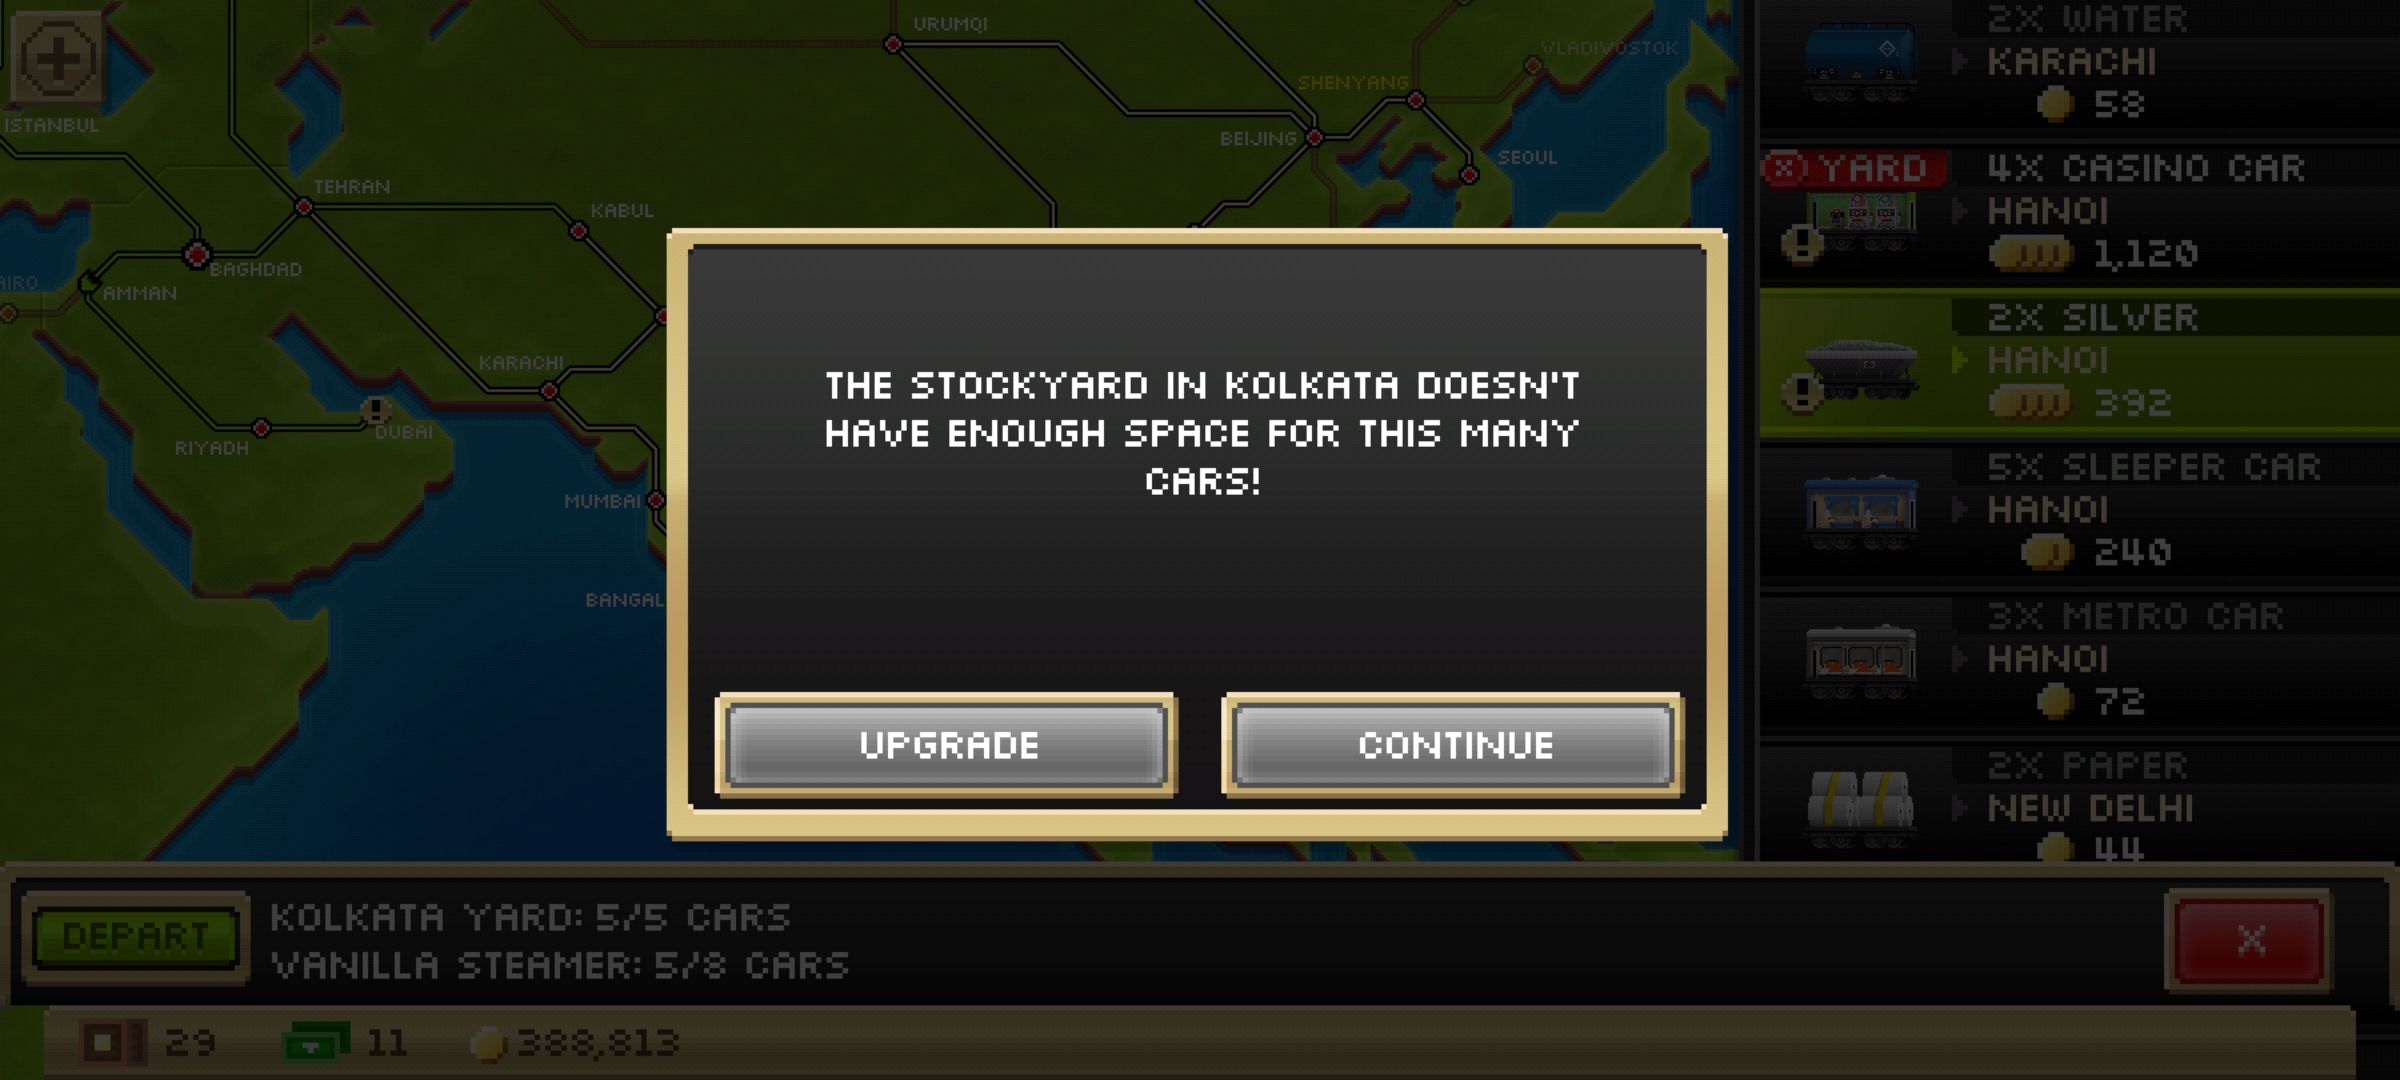 URUMQI
VLADIVOSTOK
SHENYANG
ISTANBUL
BEIJING
SEOUL
TEHRAN
KABUL
BAGHDAD
AIRO
AMMAN
KARACHI
DUBAI
RIYADH
MUMBAI
BANGAL
THE STOCKYARD IN KOLKATA DOESN'T
HAVE ENOUGH SPACE FOR THIS MANY
CARS!
UPGRADE
CONTINUE
2X WATER
KARACHI
58
YARD
4X CASINO CAR
HANOI
1,120
2X SILVER
HANOI
392
5X SLEEPER CAR
HANOI
240
3X METRO CAR
HANOI
72
2X PAPER
NEW DELHI
44
DEPART
KOLKATA YARD: 5/5 CARS
VANILLA STEAMER: 5/8 CARS
X
29
11
388,813